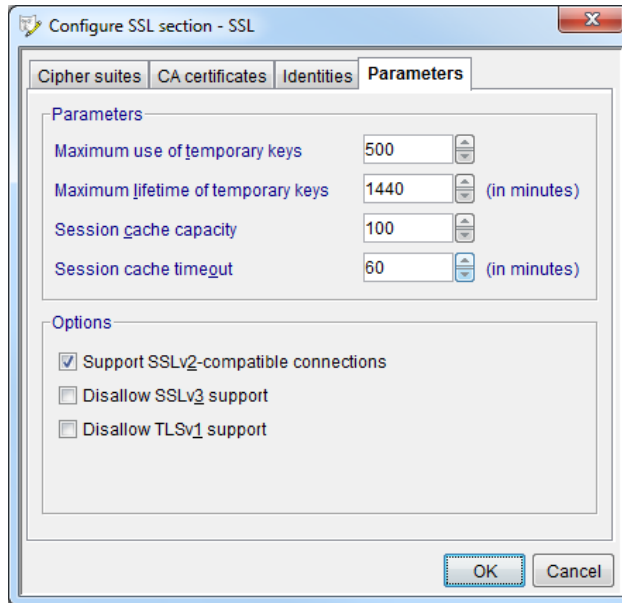 Configure SSL section - SSL
Cipher suites CA certificates Identities Parameters
Parameters
Maximum use of temporary keys 500
Maximum lifetime of temporary keys 1440 (in minutes)
Session cache capacity 100
Session cache timeout 60 (in minutes)
Options
Support SSLv2-compatible connections
Disallow SSLv3 support
Disallow TLSv1 support
OK Cancel